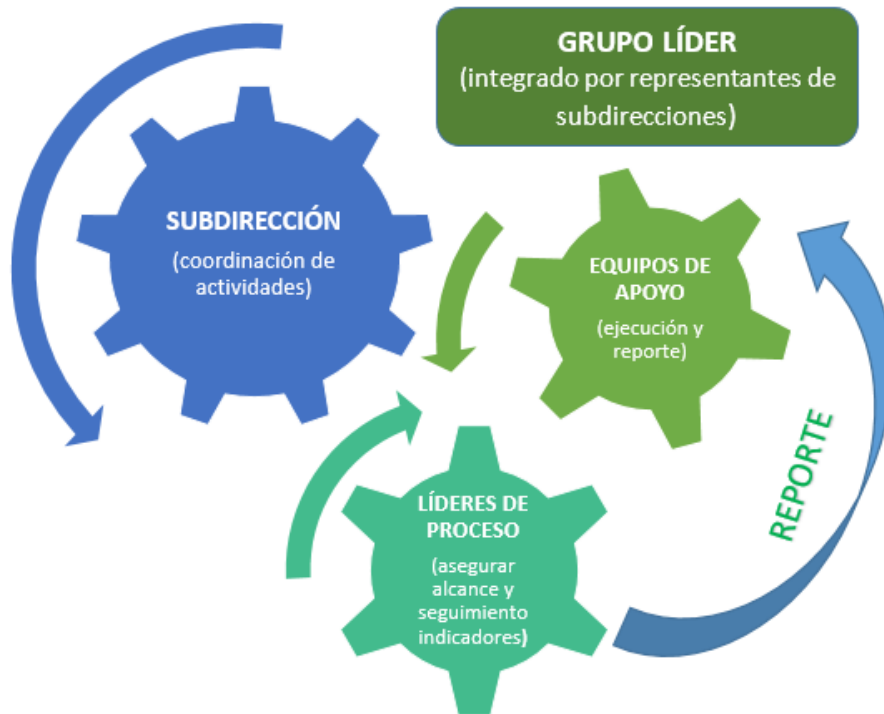 GRUPO LÍDER
(integrado por representantes de
subdirecciones)
SUBDIRECCIÓN
(coordinación de
actividades)
EQUIPOS DE
APOYO
(ejecución y
reporte)
LÍDERES DE
PROCESO
(asegurar
alcance y
seguimiento
indicadores)
REPORTE